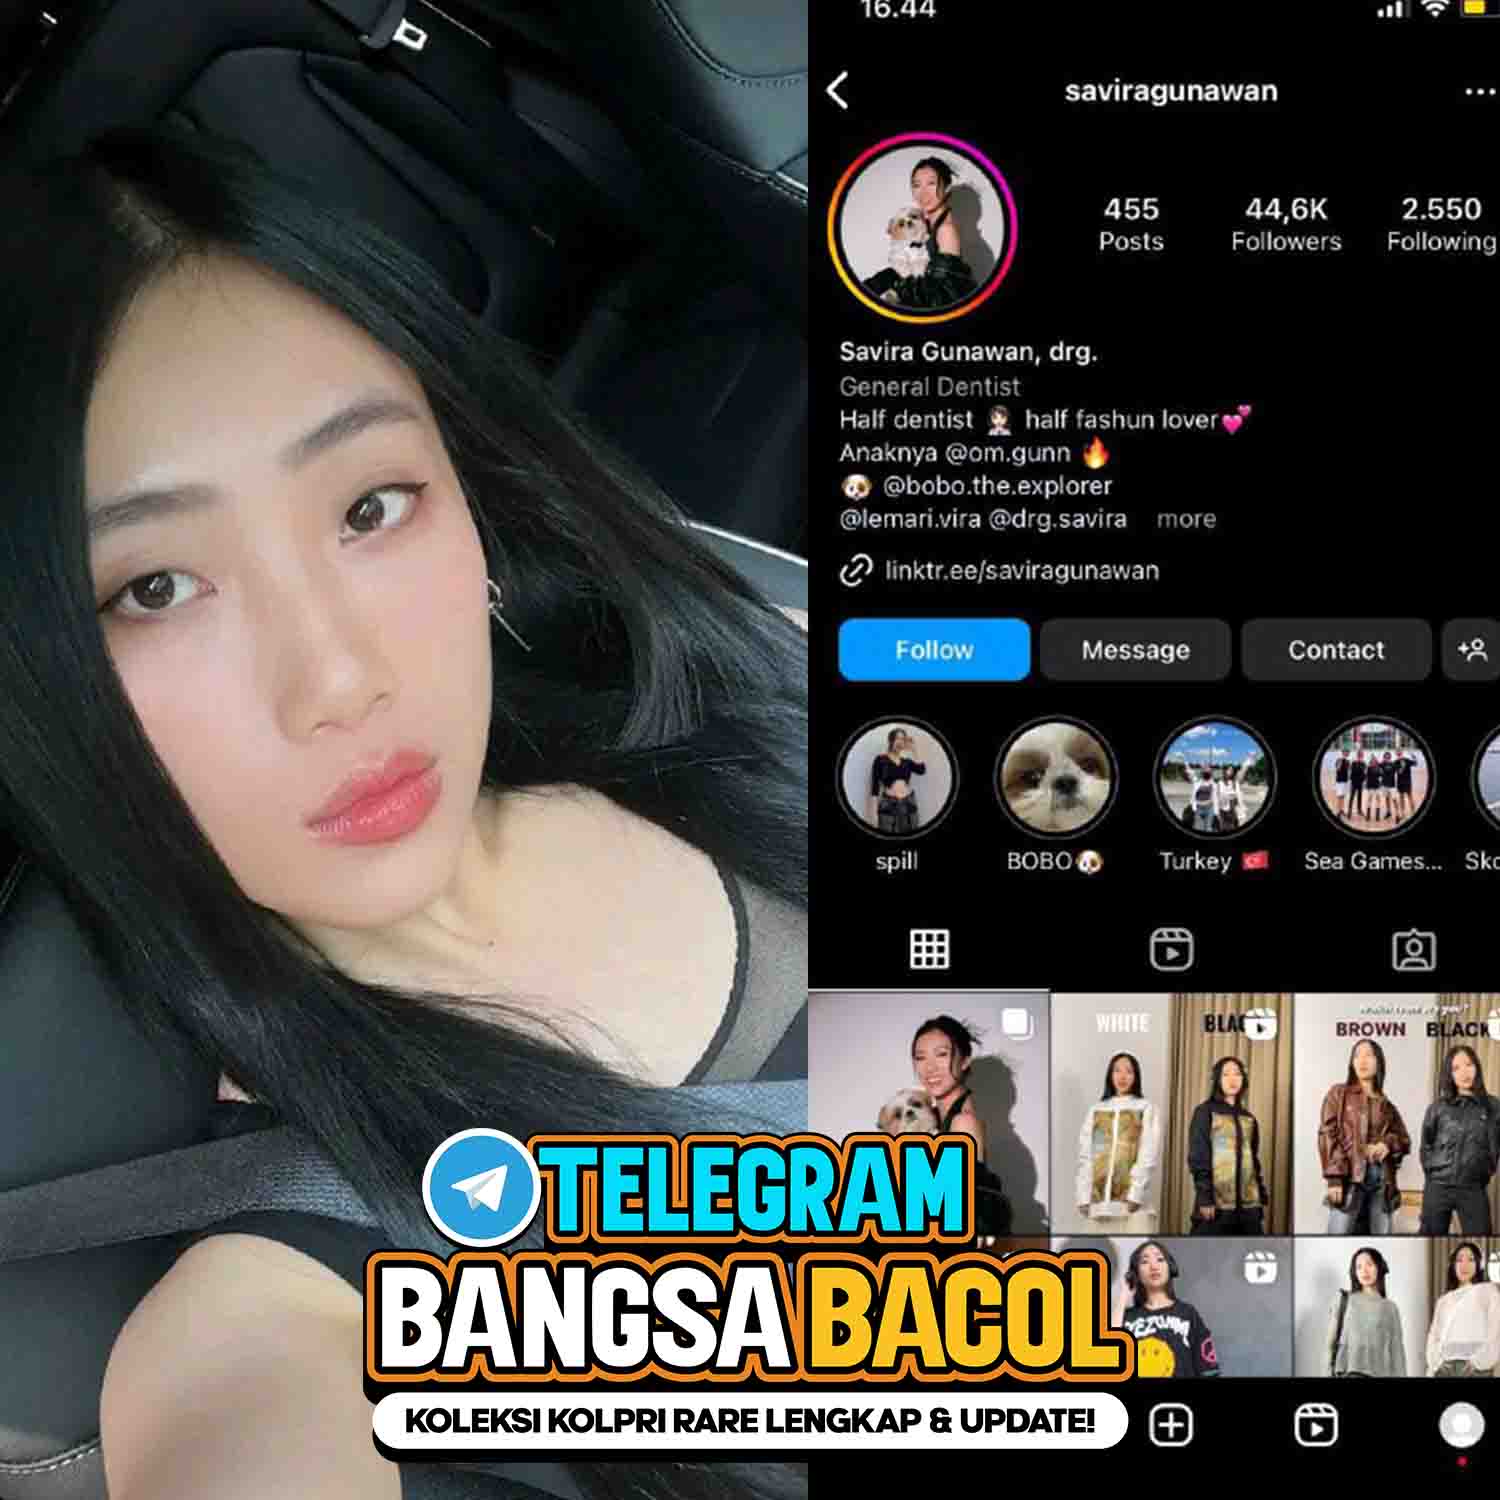 16.44
saviragunawan
455
Posts
44,6K
Followers
2.550
Following
Savira Gunawan, drg.
General Dentist
Half dentist 👩🏻‍⚕️ half fashun lover💕
Anaknya @om.gunn 🔥
🐶 @bobo.the.explorer
@lemari.vira @drg.savira more
linktr.ee/saviragunawan
Follow
Message
Contact
spill
BOBO🐶
Turkey 🇹🇷
Sea Games...
WHITE
BROWN BLACK
TELEGRAM
BANGSA BACOL
KOLEKSI KOLPRI RARE LENGKAP & UPDATE!